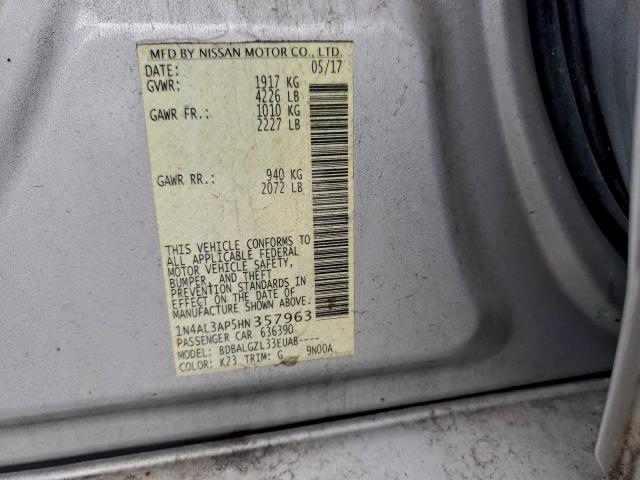 MFD BY NISSAN MOTOR CO., LTD.
DATE: 05/17
GVWR: 1917 KG
4226 LB
GAWR FR.: 1010 KG
2227 LB
GAWR RR.: 940 KG
2072 LB
THIS VEHICLE CONFORMS TO
ALL APPLICABLE FEDERAL
MOTOR VEHICLE SAFETY,
BUMPER, AND THEFT
PREVENTION STANDARDS IN
EFFECT ON THE DATE OF
MANUFACTURE SHOWN ABOVE.
1N4AL3AP5HN357963
PASSENGER CAR 636390
MODEL: BDBALGZL33EUAB----
COLOR: K23 TRIM: G 9N00A